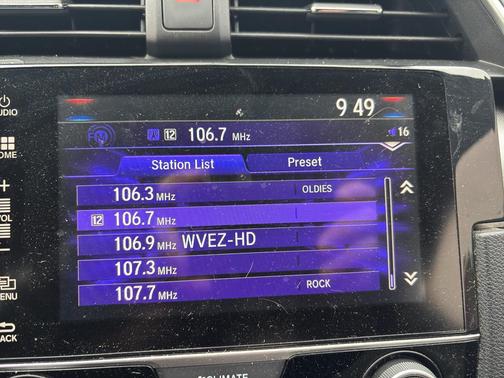 9 49
AUDIO
FM 12 106.7 MHz 16
HOME
Station List Preset
106.3 MHz OLDIES
+
12 106.7 MHz
VOL
106.9 MHz WVEZ-HD
-
107.3 MHz
MENU
107.7 MHz ROCK
BACK
CLIMATE